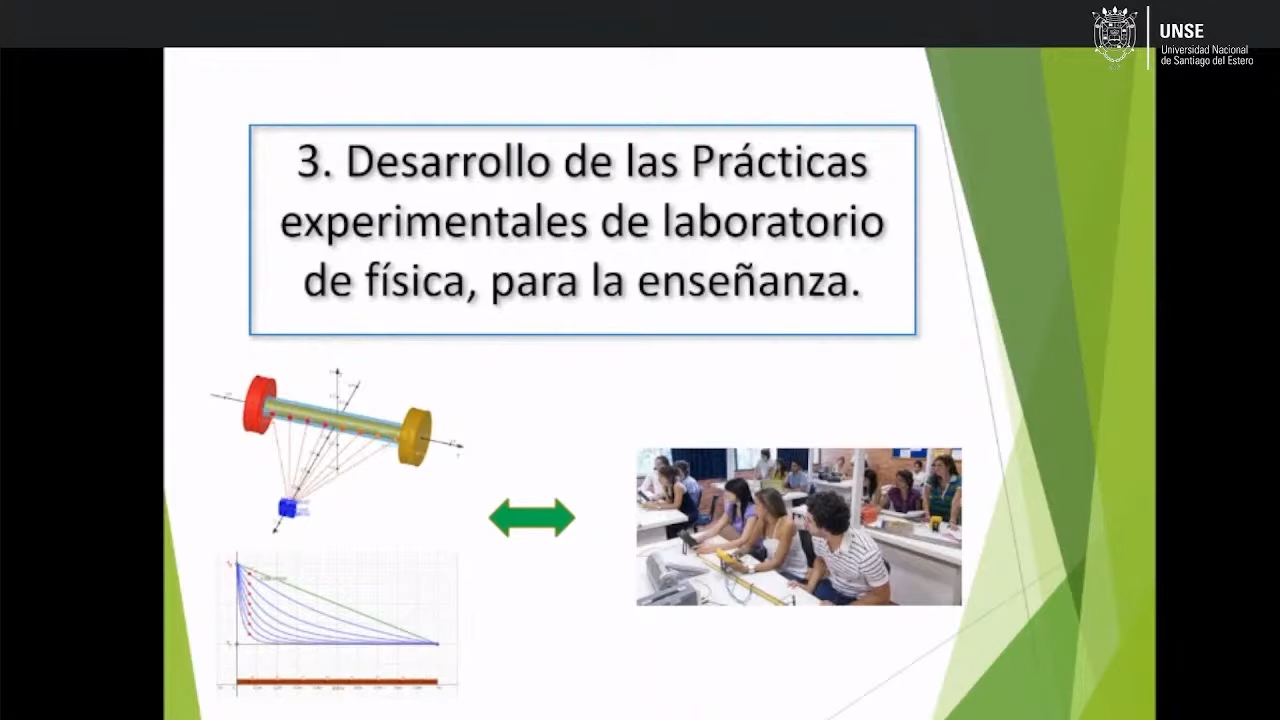 UNSE
Universidad Nacional
de Santiago del Estero
3. Desarrollo de las Prácticas
experimentales de laboratorio
de física, para la enseñanza.